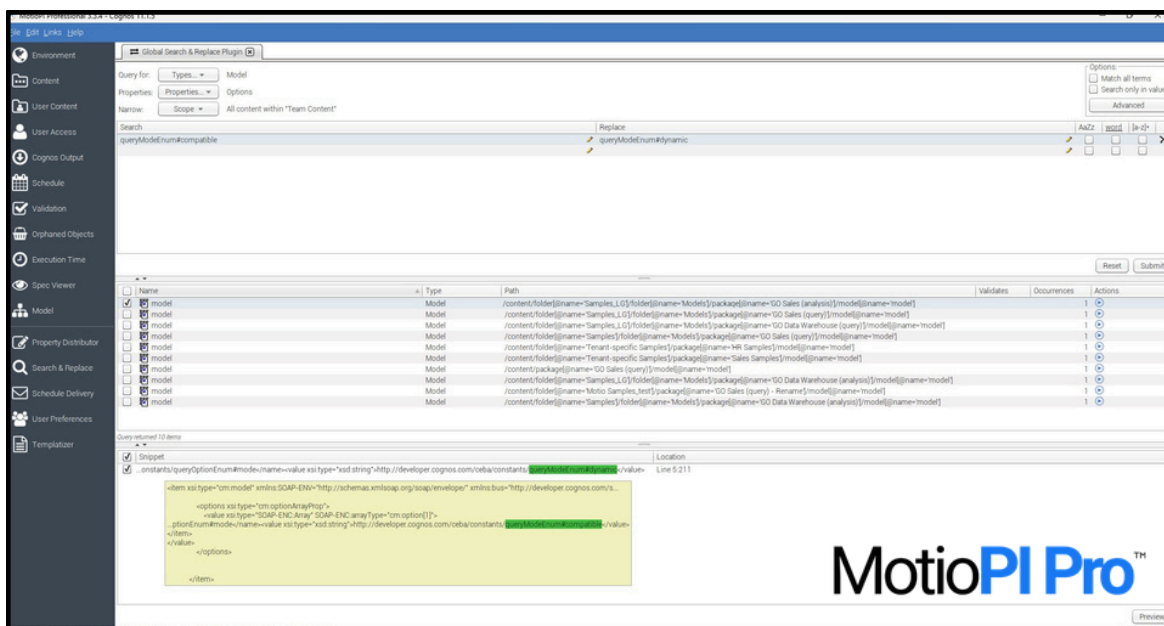 MotioPI Professional 3.3.4 - Cognos 11.1.5
File Edit Links Help
Environment
Content
User Content
User Access
Cognos Output
Schedule
Validation
Orphaned Objects
Execution Time
Spec Viewer
Model
Property Distributor
Search & Replace
Schedule Delivery
User Preferences
Templatizer
Global Search & Replace Plugin
Query for: Types... Model
Properties: Properties... Options
Narrow: Scope All content within "Team Content"
Options:
Match all terms
Search only in value
Advanced
Search Replace AaZz word [a-z]+
queryModeEnum#compatible queryModeEnum#dynamic
Reset Submit
Name Type Path Validates Occurrences Actions
model Model /content/folder[@name='Samples_LG']/folder[@name='Models']/package[@name='GO Sales (analysis)']/model[@name='model'] 1
model Model /content/folder[@name='Samples_LG']/folder[@name='Models']/package[@name='GO Sales (query)']/model[@name='model'] 1
model Model /content/folder[@name='Samples_LG']/folder[@name='Models']/package[@name='GO Data Warehouse (query)']/model[@name='model'] 1
model Model /content/folder[@name='Samples']/folder[@name='Models']/package[@name='GO Sales (query)']/model[@name='model'] 1
model Model /content/folder[@name='Tenant-specific Samples']/package[@name='HR Samples']/model[@name='model'] 1
model Model /content/folder[@name='Tenant-specific Samples']/package[@name='Sales Samples']/model[@name='model'] 1
model Model /content/package[@name='GO Sales (query)']/model[@name='model'] 1
model Model /content/folder[@name='Samples_LG']/folder[@name='Models']/package[@name='GO Data Warehouse (analysis)']/model[@name='model'] 1
model Model /content/folder[@name='Motio Samples_test']/package[@name='GO Sales (query) - Rename']/model[@name='model'] 1
model Model /content/folder[@name='Samples']/folder[@name='Models']/package[@name='GO Data Warehouse (analysis)']/model[@name='model'] 1
Query returned 10 items
Snippet Location
...onstants/queryOptionEnum#mode</name><value xsi:type="xsd:string">http://developer.cognos.com/ceba/constants/queryModeEnum#dynamic</value> Line 5:211
<item xsi:type="cm:model" xmlns:SOAP-ENV="http://schemas.xmlsoap.org/soap/envelope/" xmlns:bus="http://developer.cognos.com/s...
<options xsi:type="cm:optionArrayProp">
<value xsi:type="SOAP-ENC:Array" SOAP-ENC:arrayType="cm:option[1]">
...ptionEnum#mode</name><value xsi:type="xsd:string">http://developer.cognos.com/ceba/constants/queryModeEnum#compatible</value>
</item>
</value>
</options>
</item>
MotioPI Pro™
Preview